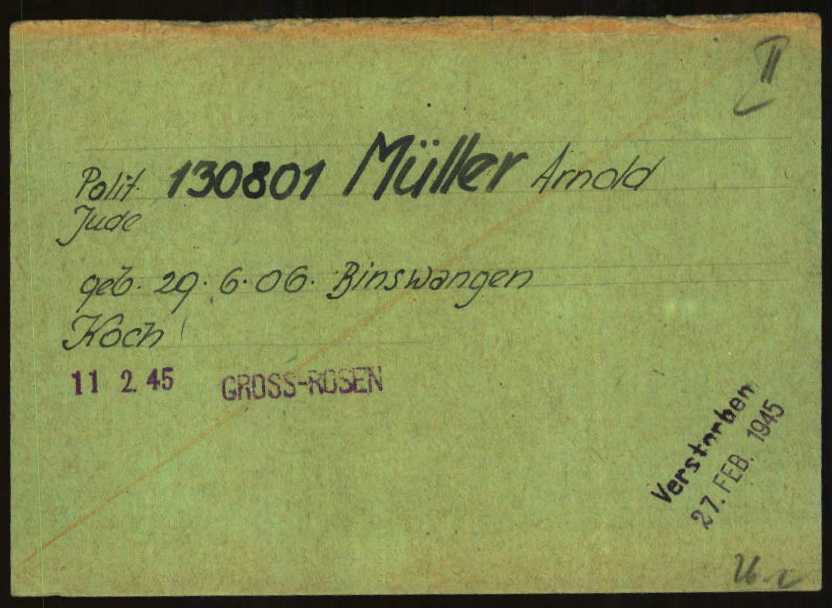 II
Polit. 130801 Müller Arnold
Jude
geb. 29. 6. 06. Binswangen
Koch
11 2. 45 GROSS-ROSEN
Verstorben
27. FEB. 1945